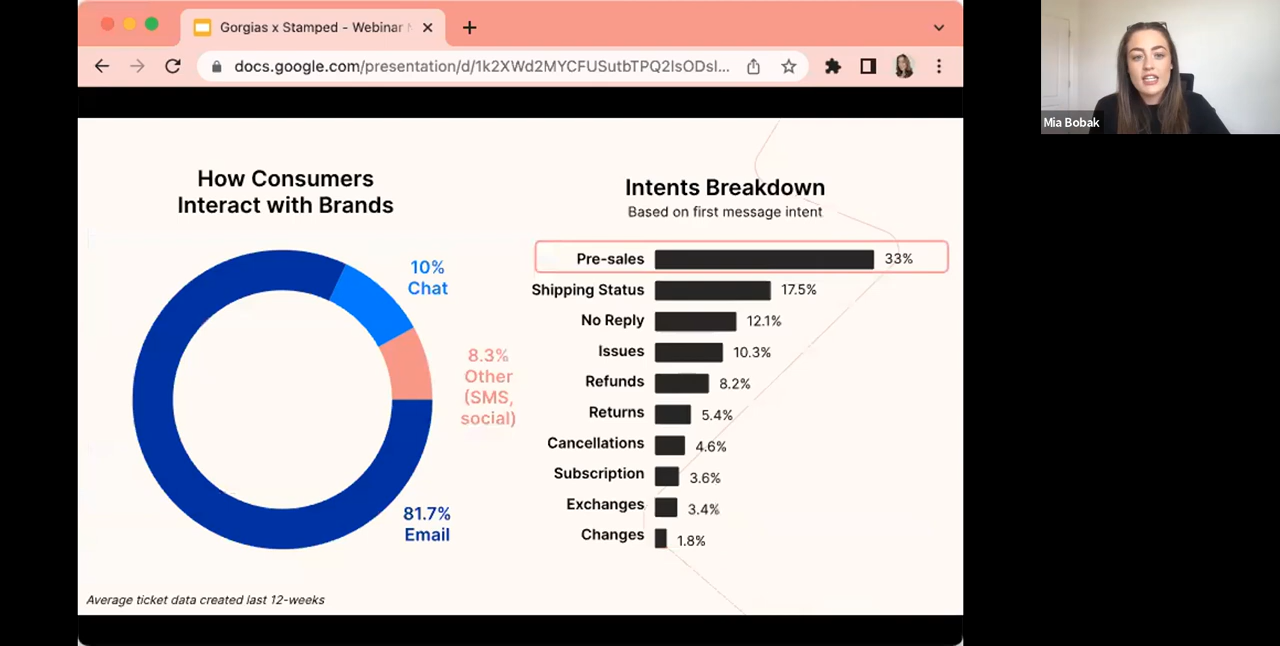 Gorgias x Stamped - Webinar
docs.google.com/presentation/d/1k2XWd2MYCFUSutbTPQ2IsODsI...
Mia Bobak
How Consumers
Interact with Brands
10%
Chat
8.3%
Other
(SMS,
social)
81.7%
Email
Intents Breakdown
Based on first message intent
Pre-sales 33%
Shipping Status 17.5%
No Reply 12.1%
Issues 10.3%
Refunds 8.2%
Returns 5.4%
Cancellations 4.6%
Subscription 3.6%
Exchanges 3.4%
Changes 1.8%
Average ticket data created last 12-weeks